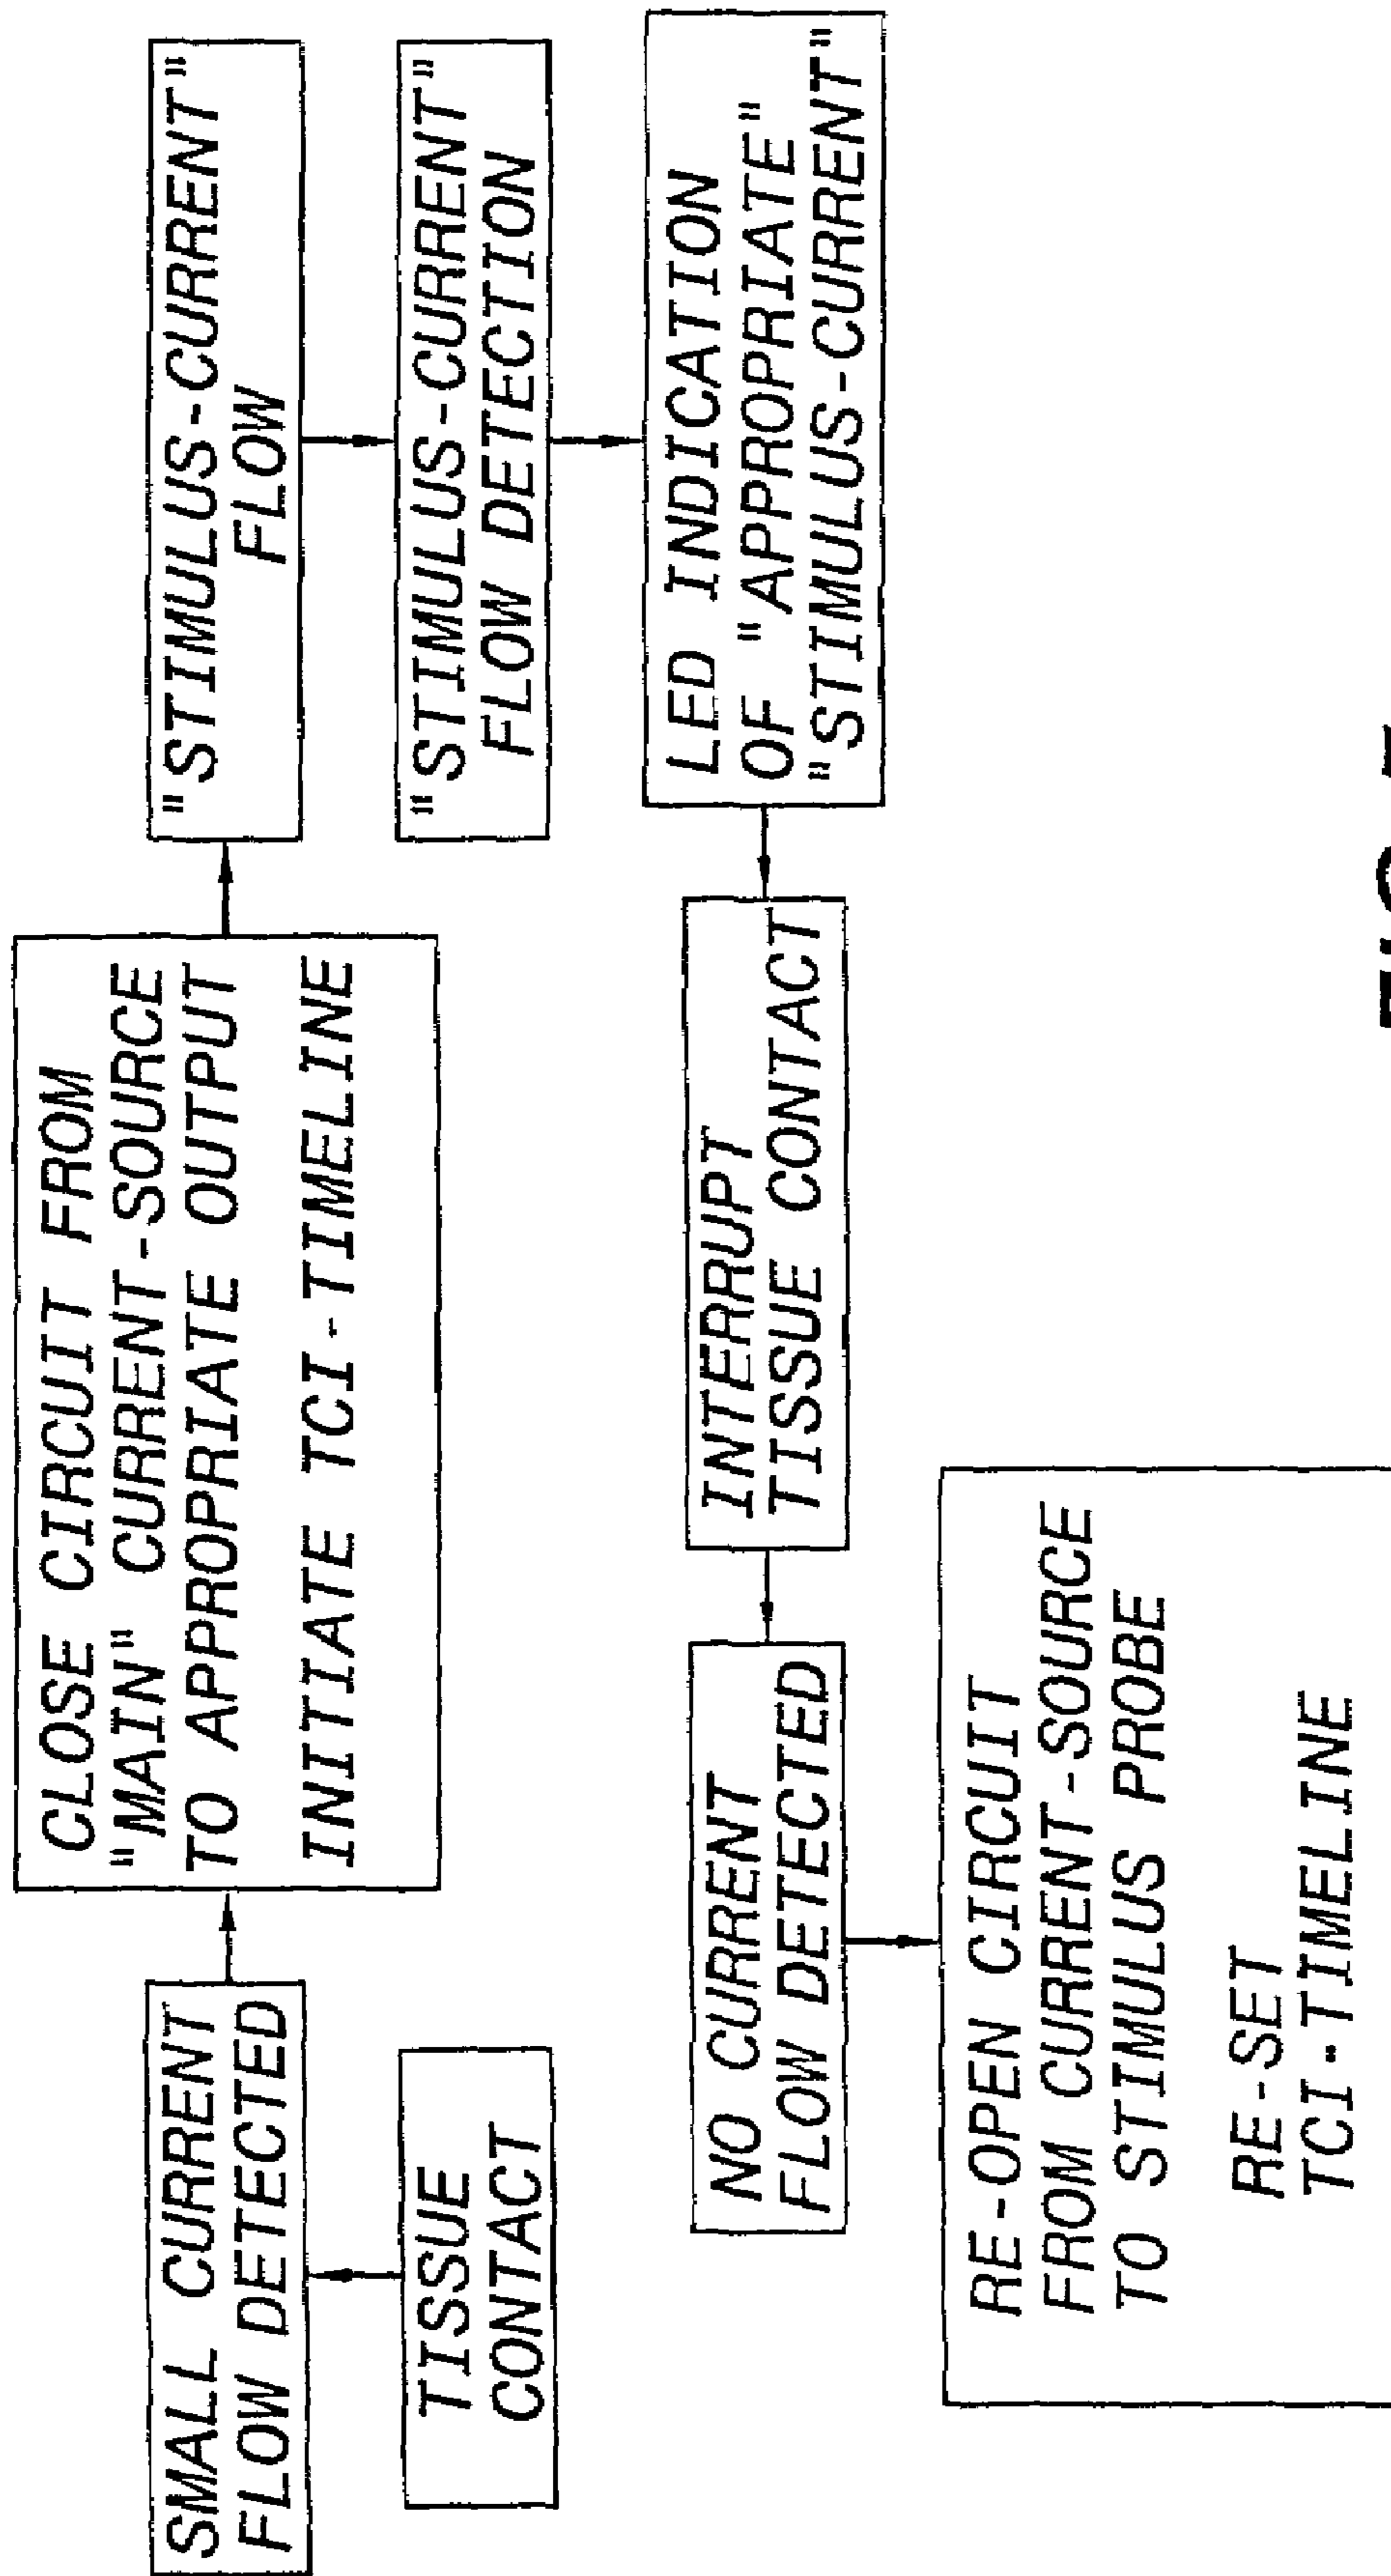 SMALL CURRENT
FLOW DETECTED
TISSUE
CONTACT
CLOSE CIRCUIT FROM
"MAIN" CURRENT-SOURCE
TO APPROPRIATE OUTPUT
INITIATE TCI-TIMELINE
"STIMULUS-CURRENT"
FLOW
"STIMULUS-CURRENT"
FLOW DETECTION
LED INDICATION
OF "APPROPRIATE"
"STIMULUS-CURRENT"
INTERRUPT
TISSUE CONTACT
NO CURRENT
FLOW DETECTED
RE-OPEN CIRCUIT
FROM CURRENT-SOURCE
TO STIMULUS PROBE
RE-SET
TCI-TIMELINE